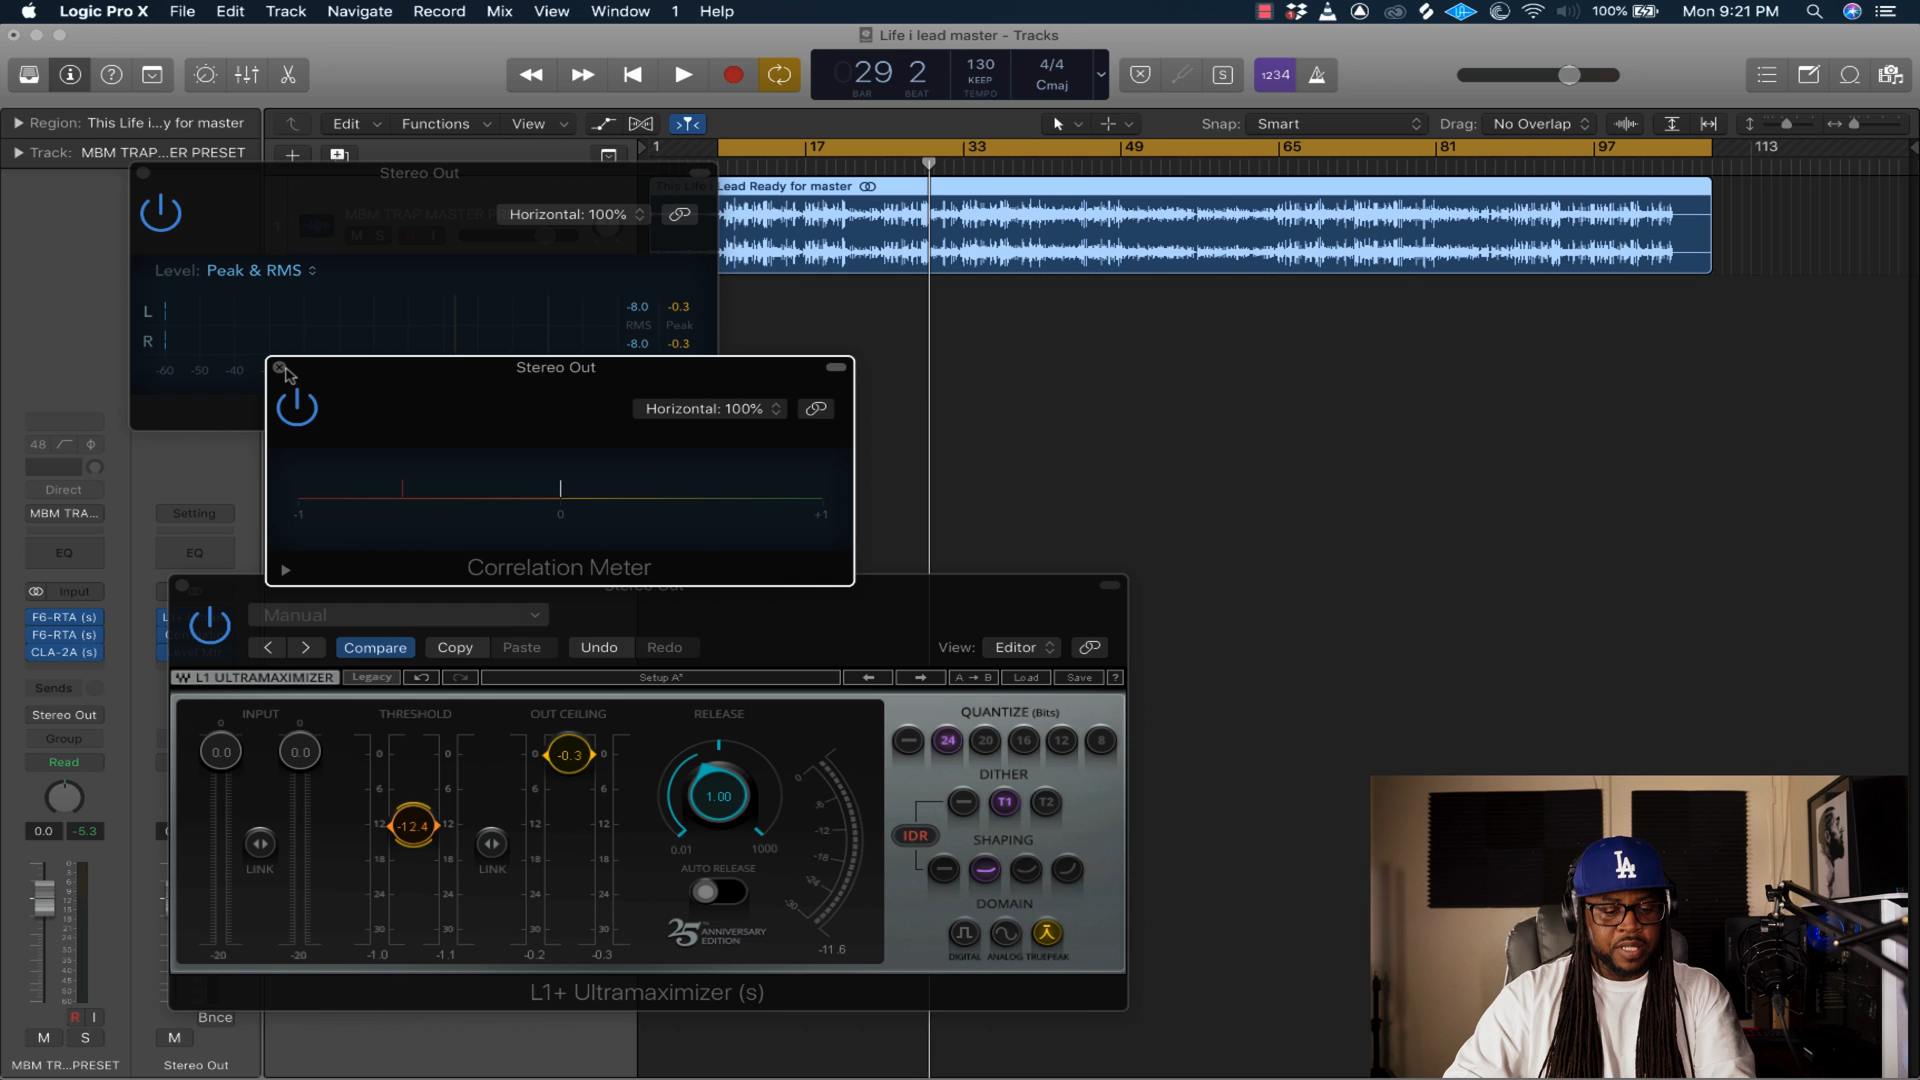 Logic Pro X File Edit Track Navigate Record Mix View Window 1 Help 100% Mon 9:21 PM
Life i lead master - Tracks
29 2 130 KEEP 4/4 Cmaj 1234
BAR BEAT TEMPO
Region: This Life i...y for master Edit Functions View Snap: Smart Drag: No Overlap
Track: MBM TRAP...ER PRESET 1 17 33 49 65 81 97 113
Stereo Out
This Life i Lead Ready for master
Horizontal: 100%
MBM TRAP MASTER PR
M S R I
Level: Peak & RMS
L -8.0 -0.3
RMS Peak
R -8.0 -0.3
-60 -50 -40
Stereo Out
Horizontal: 100%
-1 0 +1
Correlation Meter
48
Direct
MBM TRA... Setting
EQ EQ
Input
F6-RTA (s)
F6-RTA (s)
CLA-2A (s)
Sends
Stereo Out
Group
Read
0.0 -5.3
R I Bnce
M S M
MBM TR...PRESET Stereo Out
Stereo Out
Manual
Compare Copy Paste Undo Redo View: Editor
L1 ULTRAMAXIMIZER Legacy Setup A* A → B Load Save ?
INPUT THRESHOLD OUT CEILING RELEASE QUANTIZE (Bits)
0 0
0.0 0.0 -12.4 -0.3 1.00 24 20 16 12 8
0.01 1000
DITHER
T1 T2
IDR
SHAPING
LINK LINK AUTO RELEASE
DOMAIN
25TH ANNIVERSARY EDITION
DIGITAL ANALOG TRUEPEAK
-20 -20 -1.0 -1.1 -0.2 -0.3 -11.6
L1+ Ultramaximizer (s)
LA